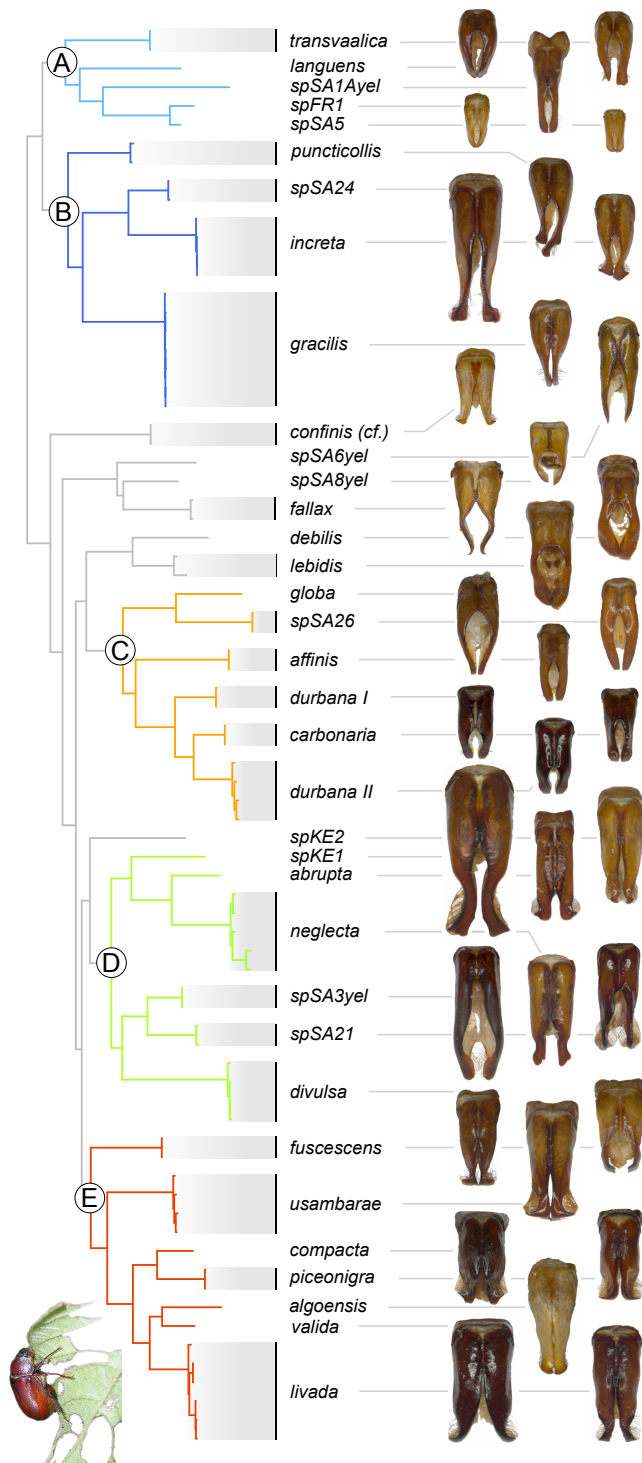 transvaalica
A
languens
spSA1Ayel
spFR1
spSA5
puncticollis
spSA24
B
increta
gracilis
confinis (cf.)
spSA6yel
spSA8yel
fallax
debilis
lebidis
globa
spSA26
C
affinis
durbana I
carbonaria
durbana II
spKE2
spKE1
abrupta
neglecta
D
spSA3yel
spSA21
divulsa
fuscescens
E
usambarae
compacta
piceonigra
algoensis
valida
livada